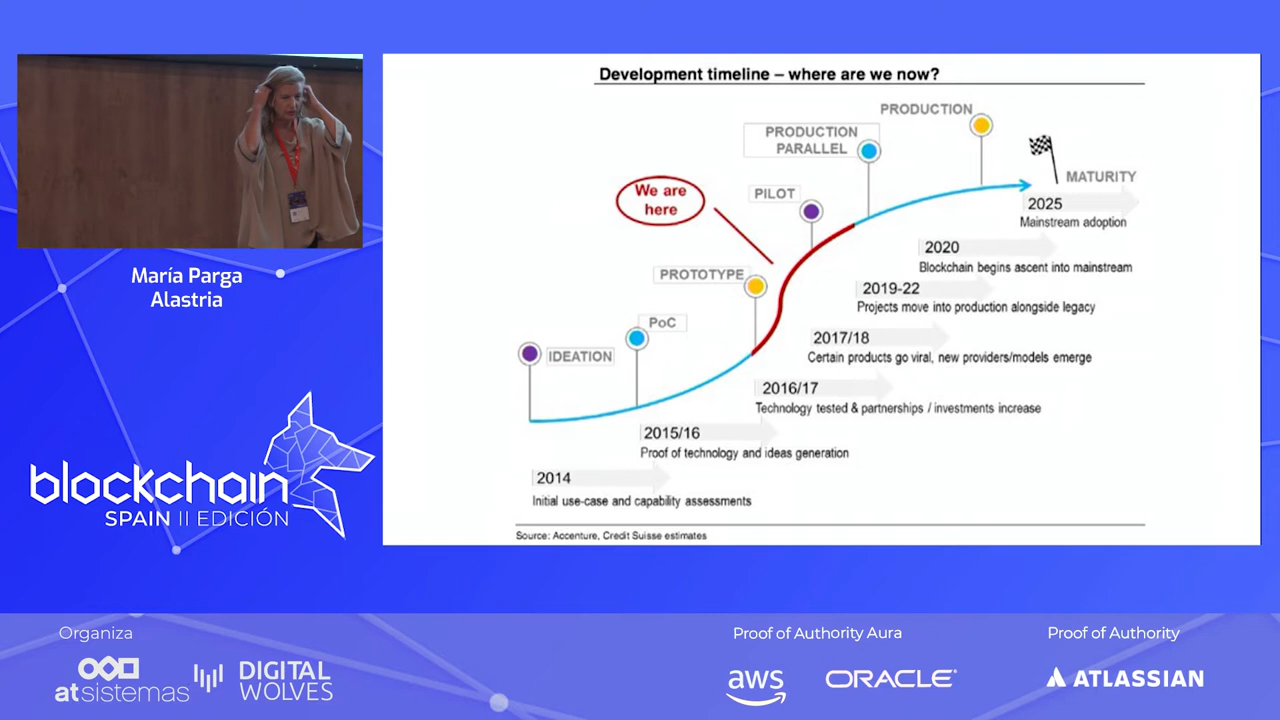 María Parga
Alastria
blockchain
SPAIN II EDICIÓN
Development timeline – where are we now?
PRODUCTION
PRODUCTION
PARALLEL
MATURITY
We are
here
PILOT
2025
Mainstream adoption
2020
Blockchain begins ascent into mainstream
PROTOTYPE
2019-22
Projects move into production alongside legacy
PoC
2017/18
Certain products go viral, new providers/models emerge
IDEATION
2016/17
Technology tested & partnerships / investments increase
2015/16
Proof of technology and ideas generation
2014
Initial use-case and capability assessments
Source: Accenture, Credit Suisse estimates
Organiza
atsistemas
DIGITAL
WOLVES
Proof of Authority Aura
aws
ORACLE
Proof of Authority
ATLASSIAN